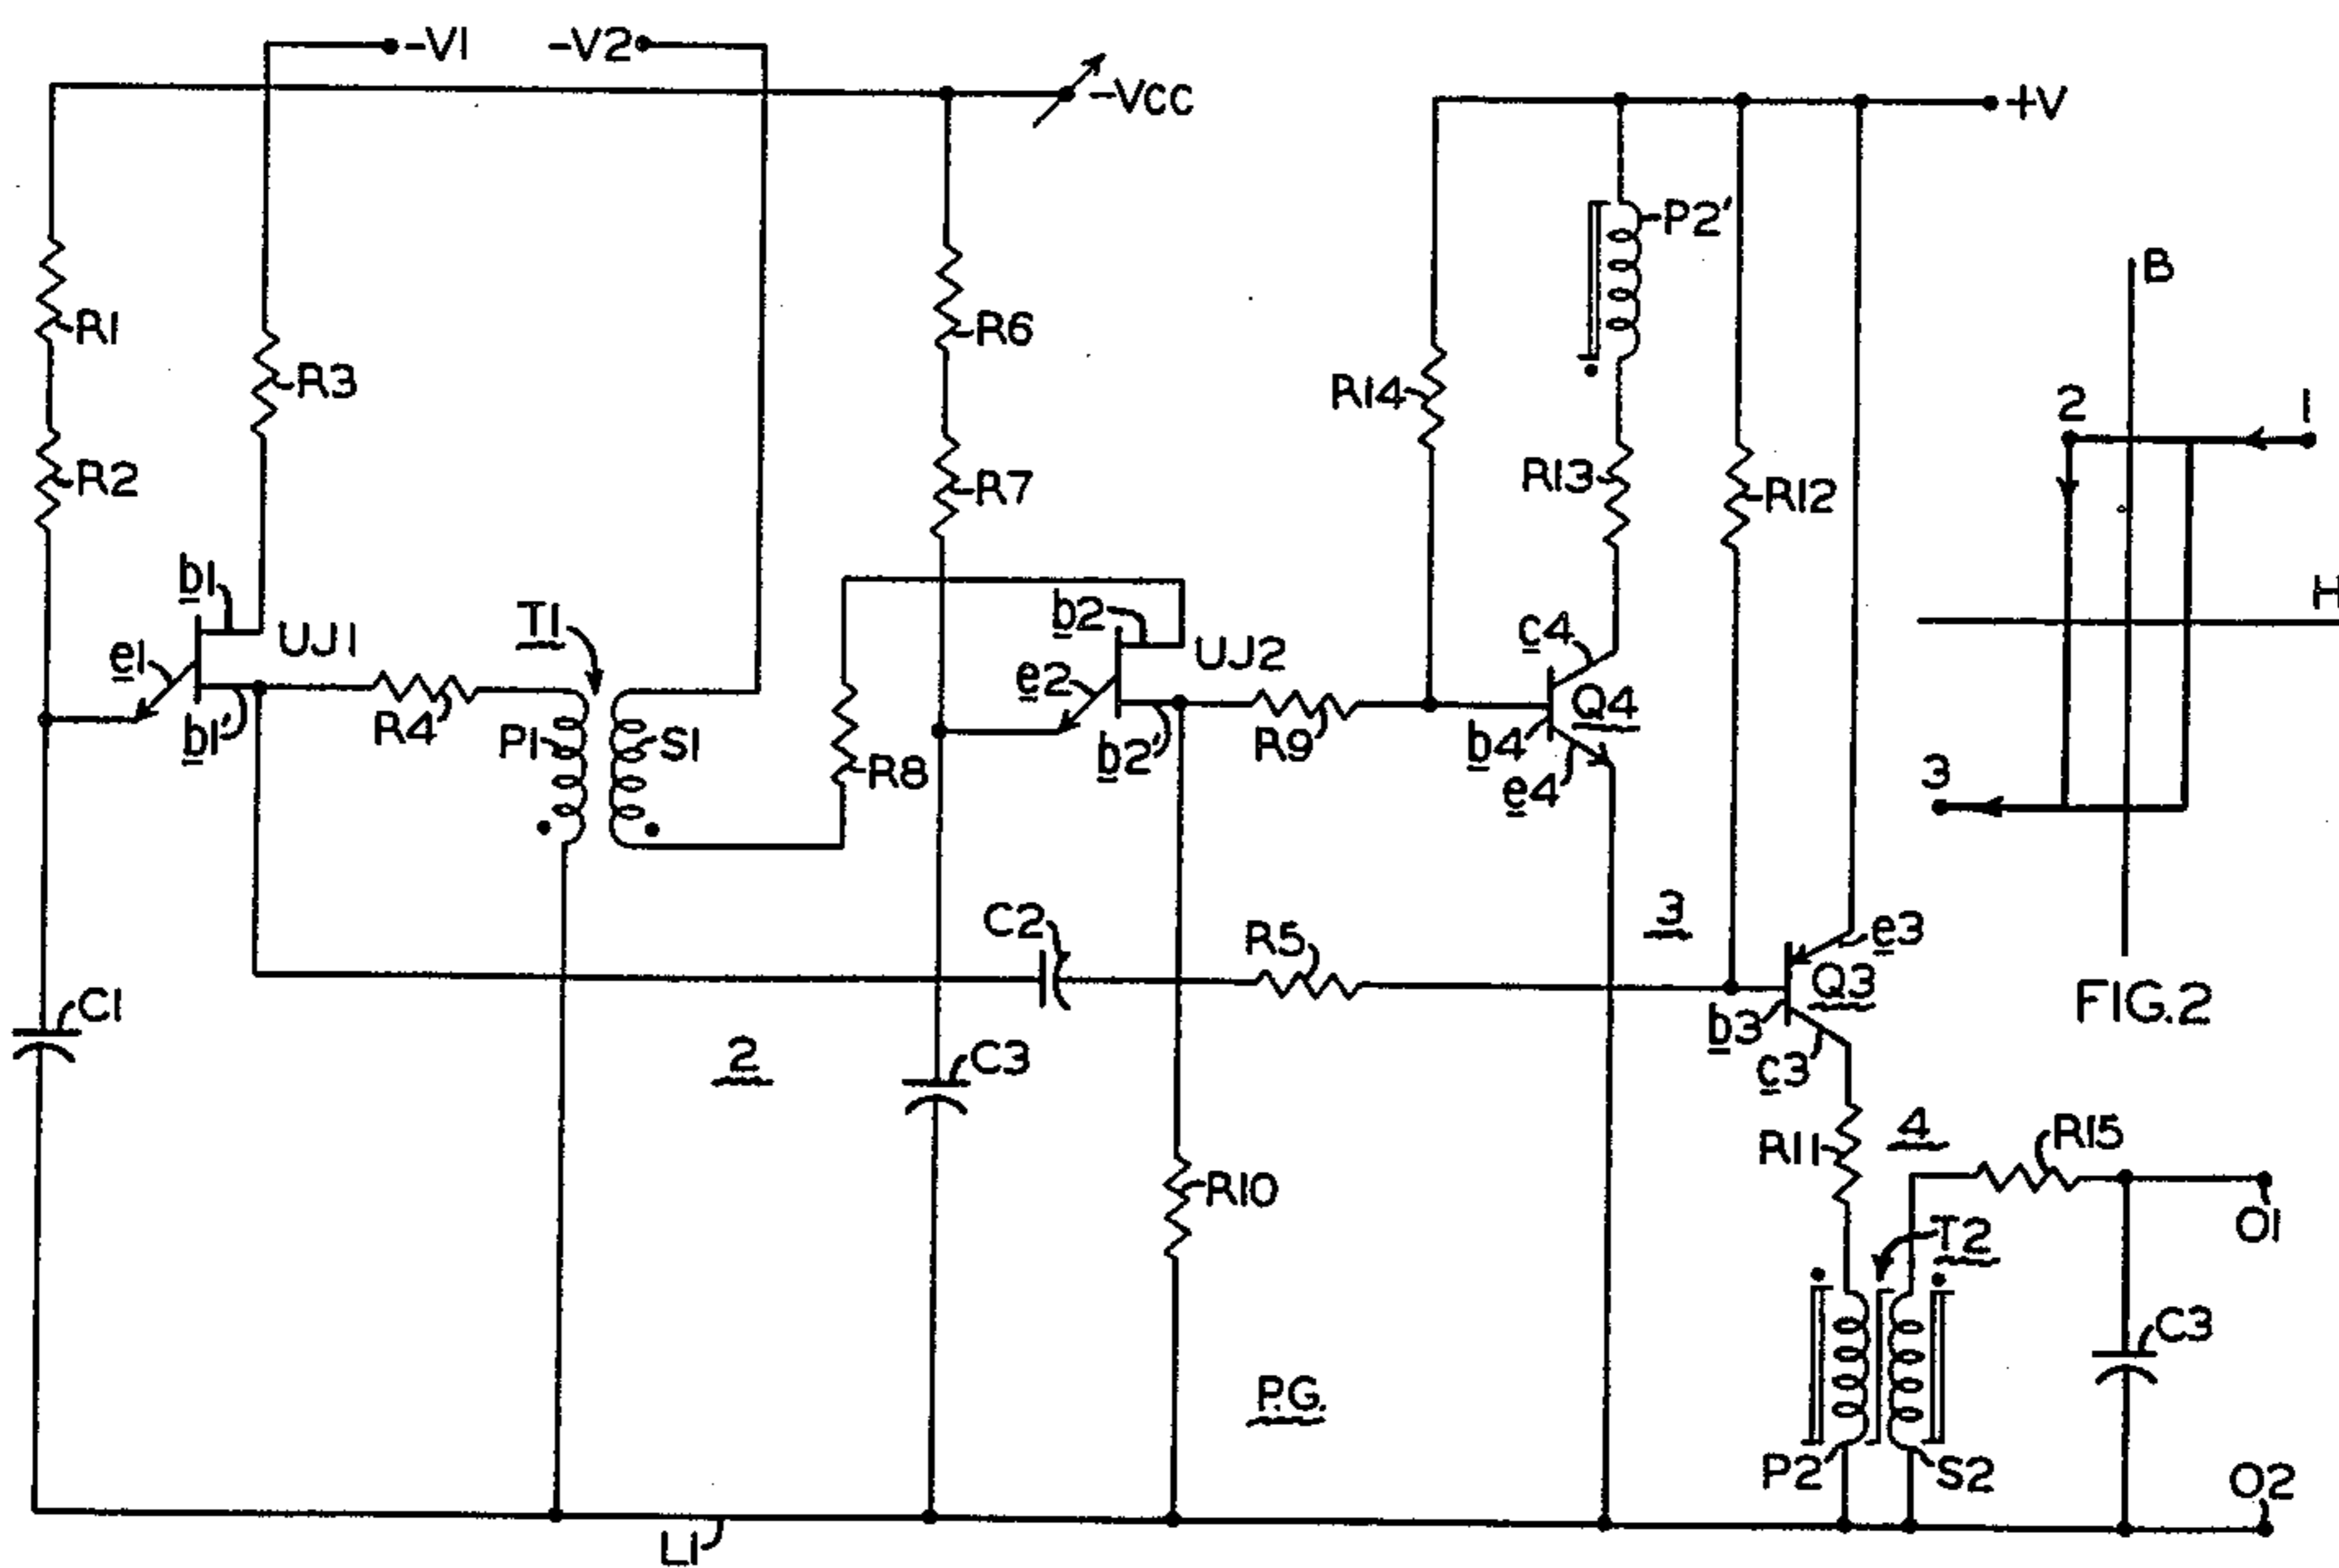 -V1
-V2
-VCC
+V
R1
R2
R3
b1
UJ1
e1
b1'
R4
T1
P1
S1
R6
R7
b2
UJ2
e2
b2'
R8
R9
R14
P2'
R13
R12
c4
Q4
b4
e4
B
2
1
H
3
FIG.2
C1
2
C2
C3
R5
R10
3
e3
Q3
b3
c3
4
R11
R15
T2
O1
C3
P.G.
P2
S2
O2
L1